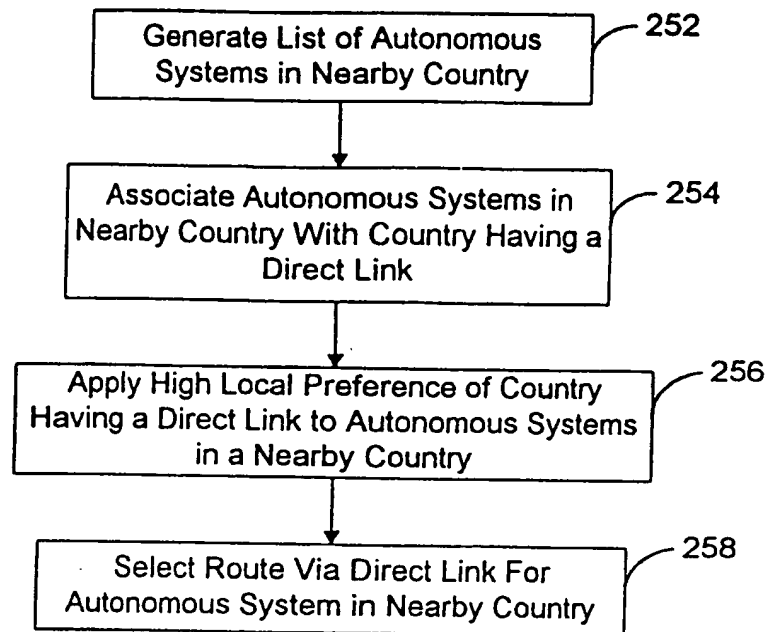 Generate List of Autonomous
Systems in Nearby Country
252
Associate Autonomous Systems in
Nearby Country With Country Having a
Direct Link
254
Apply High Local Preference of Country
Having a Direct Link to Autonomous Systems
in a Nearby Country
256
Select Route Via Direct Link For
Autonomous System in Nearby Country
258